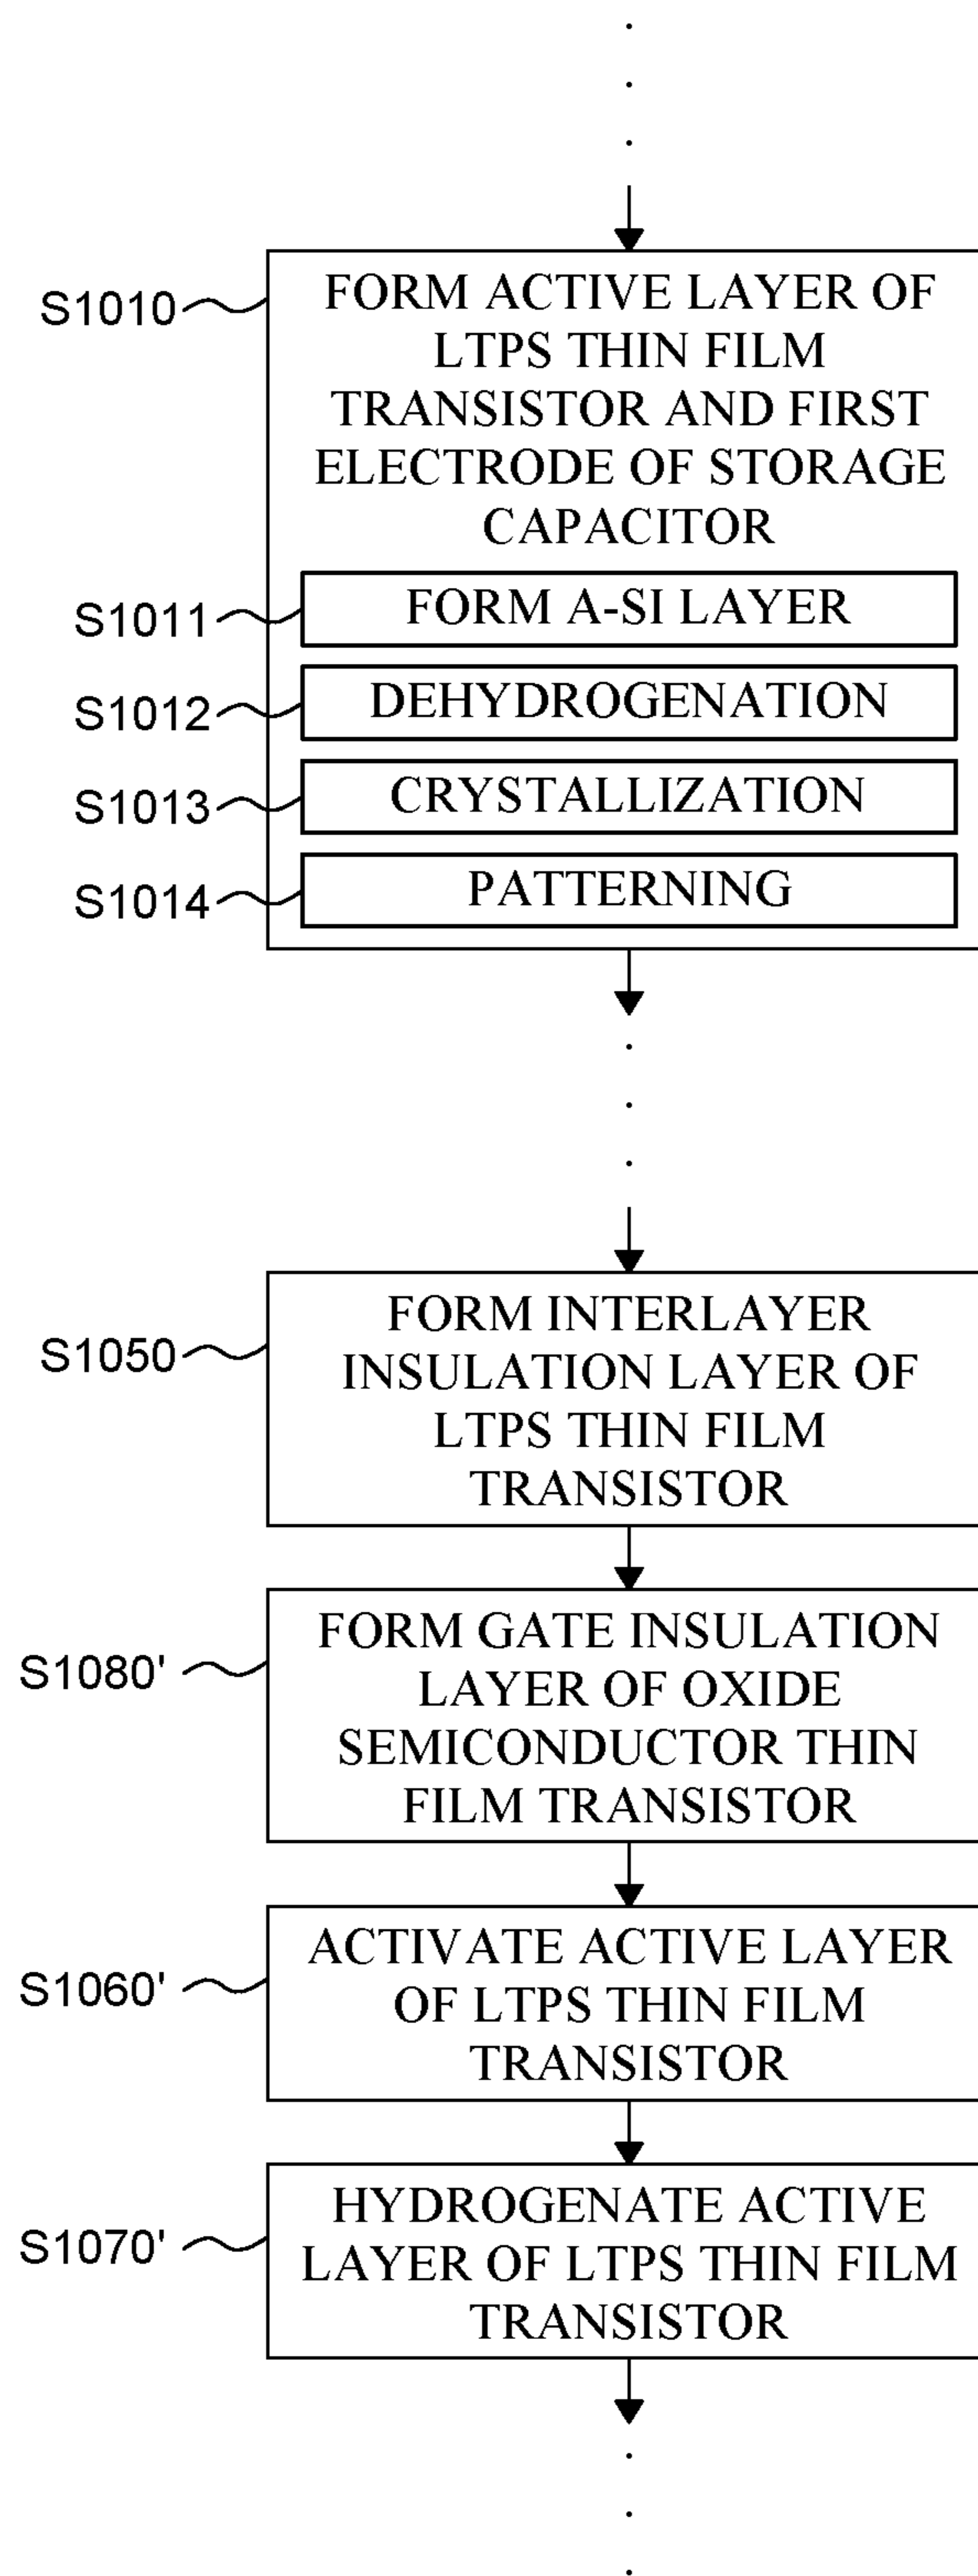 S1010
FORM ACTIVE LAYER OF
LTPS THIN FILM
TRANSISTOR AND FIRST
ELECTRODE OF STORAGE
CAPACITOR
S1011
FORM A-SI LAYER
S1012
DEHYDROGENATION
S1013
CRYSTALLIZATION
S1014
PATTERNING
S1050
FORM INTERLAYER
INSULATION LAYER OF
LTPS THIN FILM
TRANSISTOR
S1080'
FORM GATE INSULATION
LAYER OF OXIDE
SEMICONDUCTOR THIN
FILM TRANSISTOR
S1060'
ACTIVATE ACTIVE LAYER
OF LTPS THIN FILM
TRANSISTOR
S1070'
HYDROGENATE ACTIVE
LAYER OF LTPS THIN FILM
TRANSISTOR